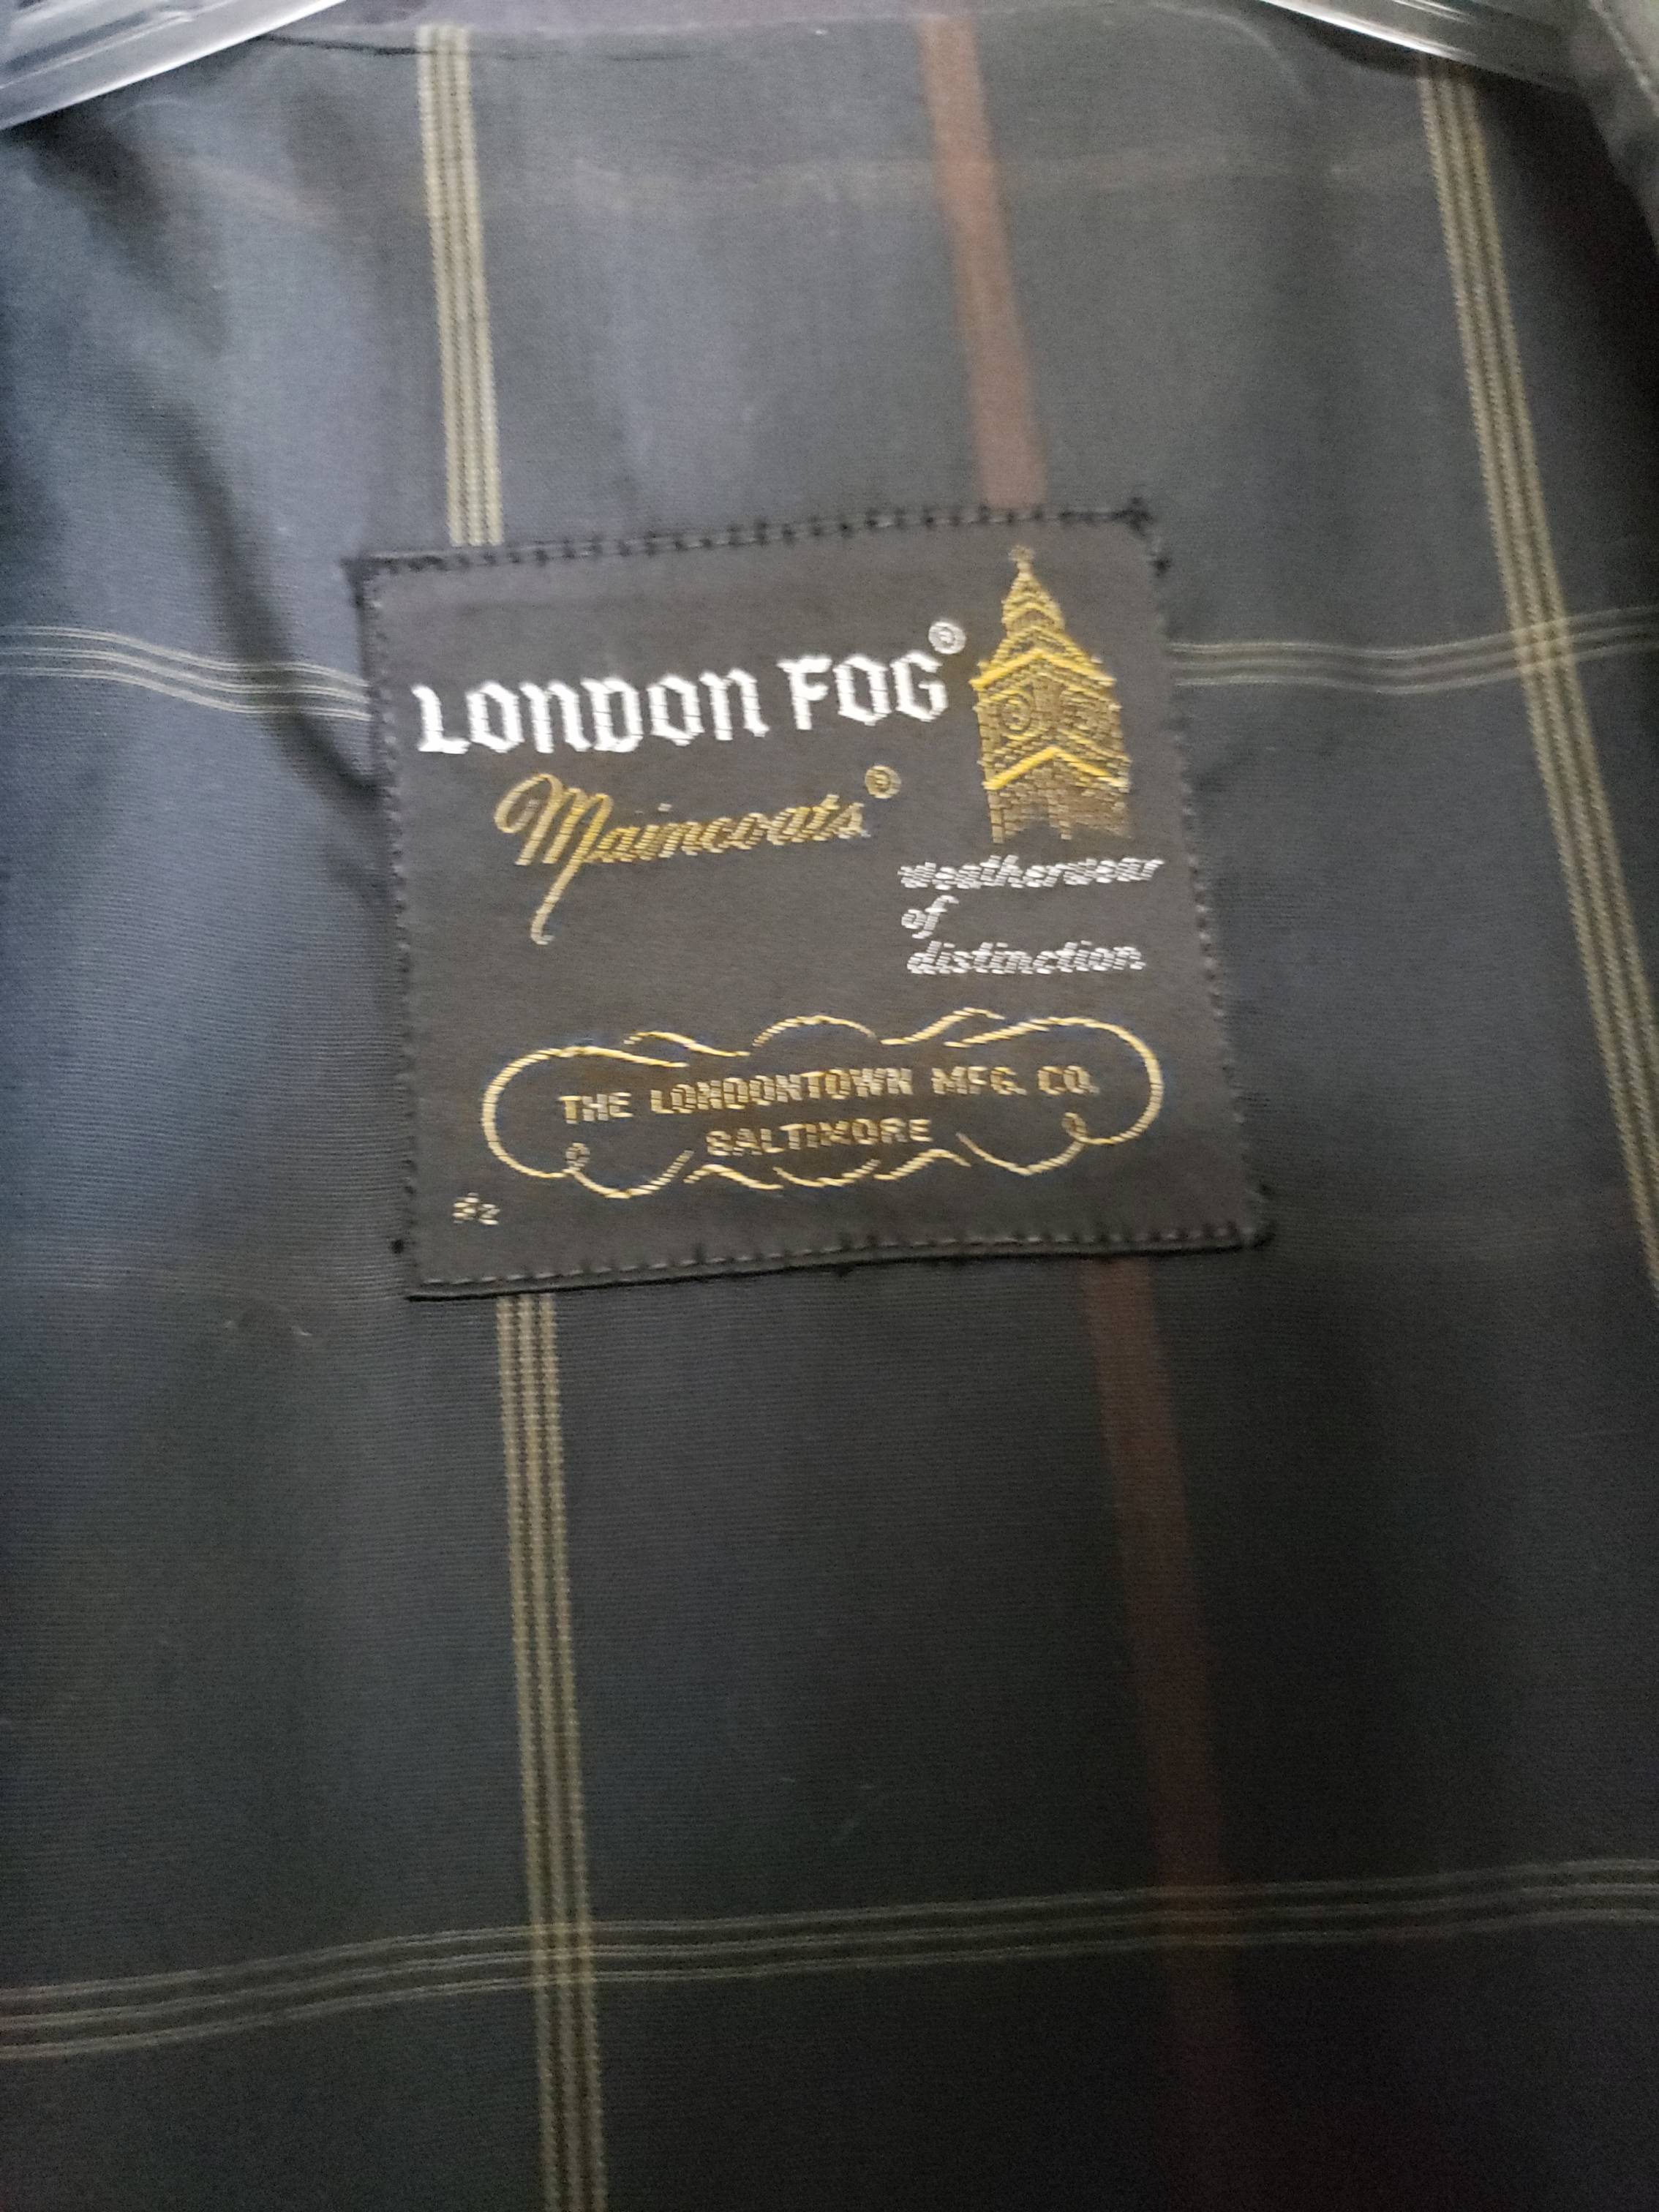 LONDON FOG®
Maincoats®
weatherwear
of
distinction
THE LONDONTOWN MFG. CO.
BALTIMORE